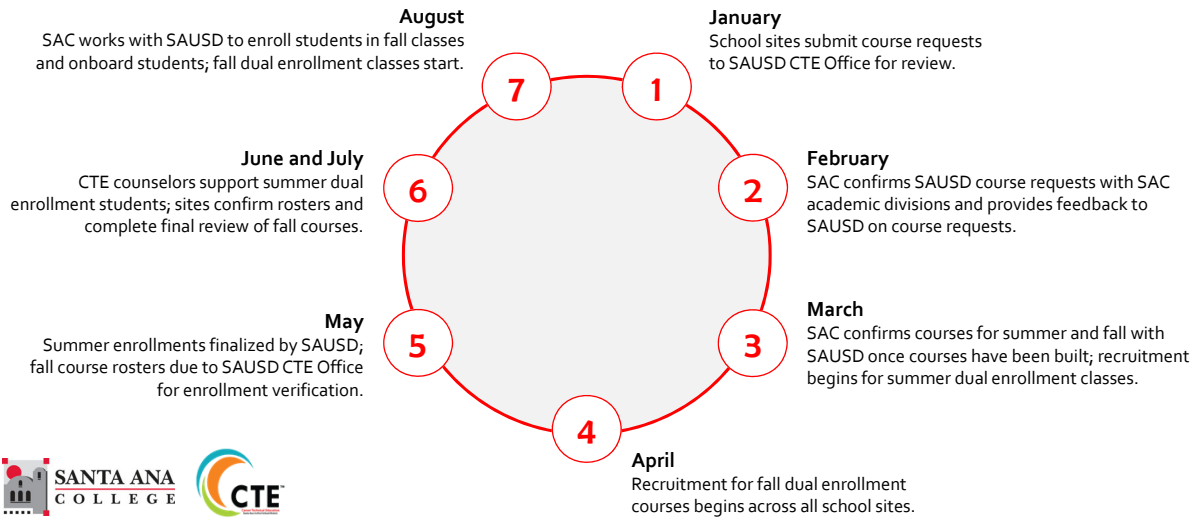 January
School sites submit course requests
to SAUSD CTE Office for review.
1
February
SAC confirms SAUSD course requests with SAC
academic divisions and provides feedback to
SAUSD on course requests.
2
March
SAC confirms courses for summer and fall with
SAUSD once courses have been built; recruitment
begins for summer dual enrollment classes.
3
April
Recruitment for fall dual enrollment
courses begins across all school sites.
4
May
Summer enrollments finalized by SAUSD;
fall course rosters due to SAUSD CTE Office
for enrollment verification.
5
June and July
CTE counselors support summer dual
enrollment students; sites confirm rosters and
complete final review of fall courses.
6
August
SAC works with SAUSD to enroll students in fall classes
and onboard students; fall dual enrollment classes start.
7
SANTA ANA
COLLEGE
CTE™